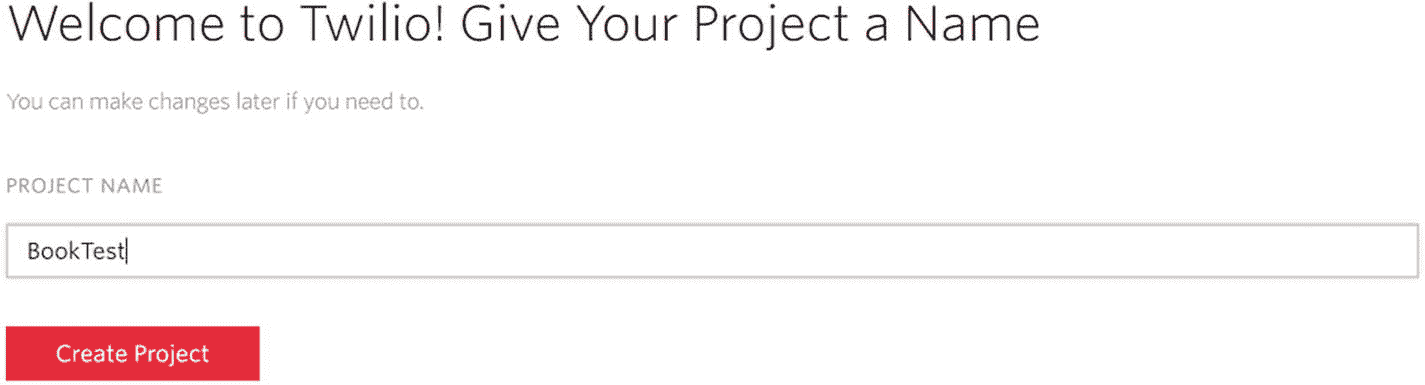 Welcome to Twilio! Give Your Project a Name
You can make changes later if you need to.
PROJECT NAME
BookTest
Create Project